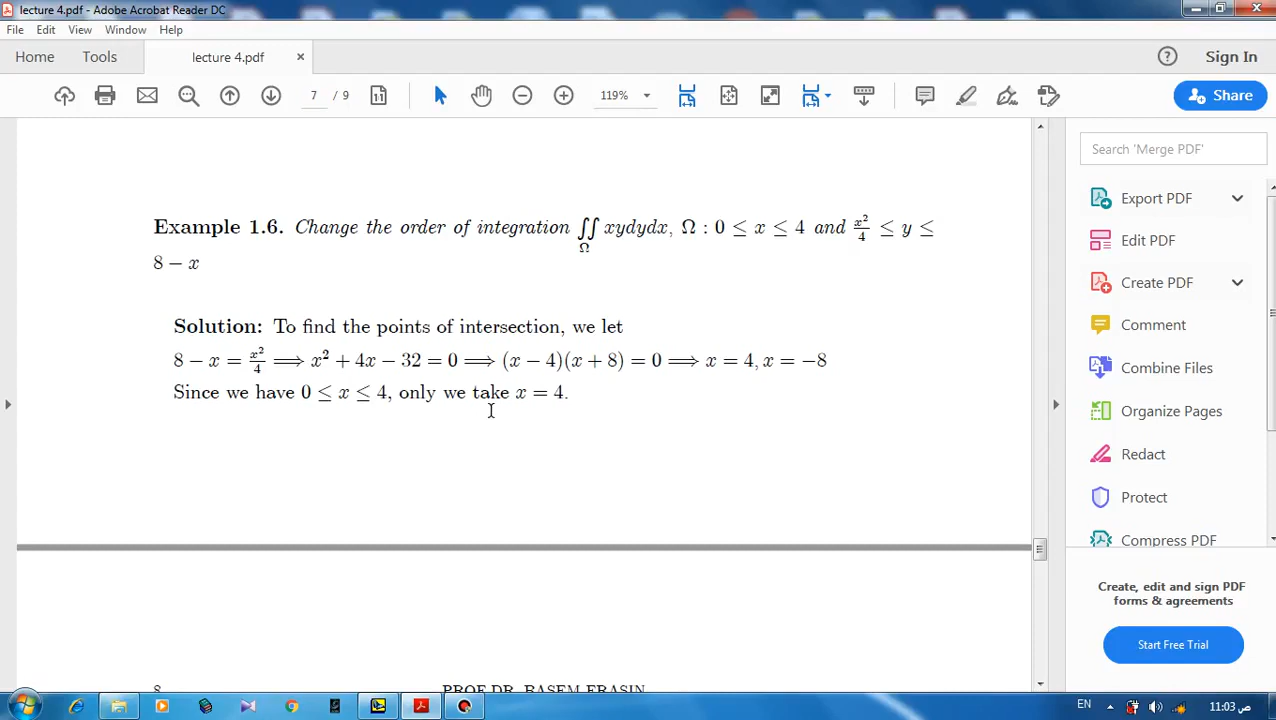 lecture 4.pdf - Adobe Acrobat Reader DC
File Edit View Window Help
Home Tools lecture 4.pdf × Sign In
7 / 9 119% Share
Search 'Merge PDF'
Export PDF
Edit PDF
Create PDF
Comment
Combine Files
Organize Pages
Redact
Protect
Compress PDF
Create, edit and sign PDF
forms & agreements
Start Free Trial
Example 1.6. Change the order of integration ∬_Ω xydydx, Ω : 0 ≤ x ≤ 4 and x²/4 ≤ y ≤
8 − x
Solution: To find the points of intersection, we let
8 − x = x²/4 ⟹ x² + 4x − 32 = 0 ⟹ (x − 4)(x + 8) = 0 ⟹ x = 4, x = −8
Since we have 0 ≤ x ≤ 4, only we take x = 4.
8 PROF.DR. BASEM FRASIN
EN 11:03 ص